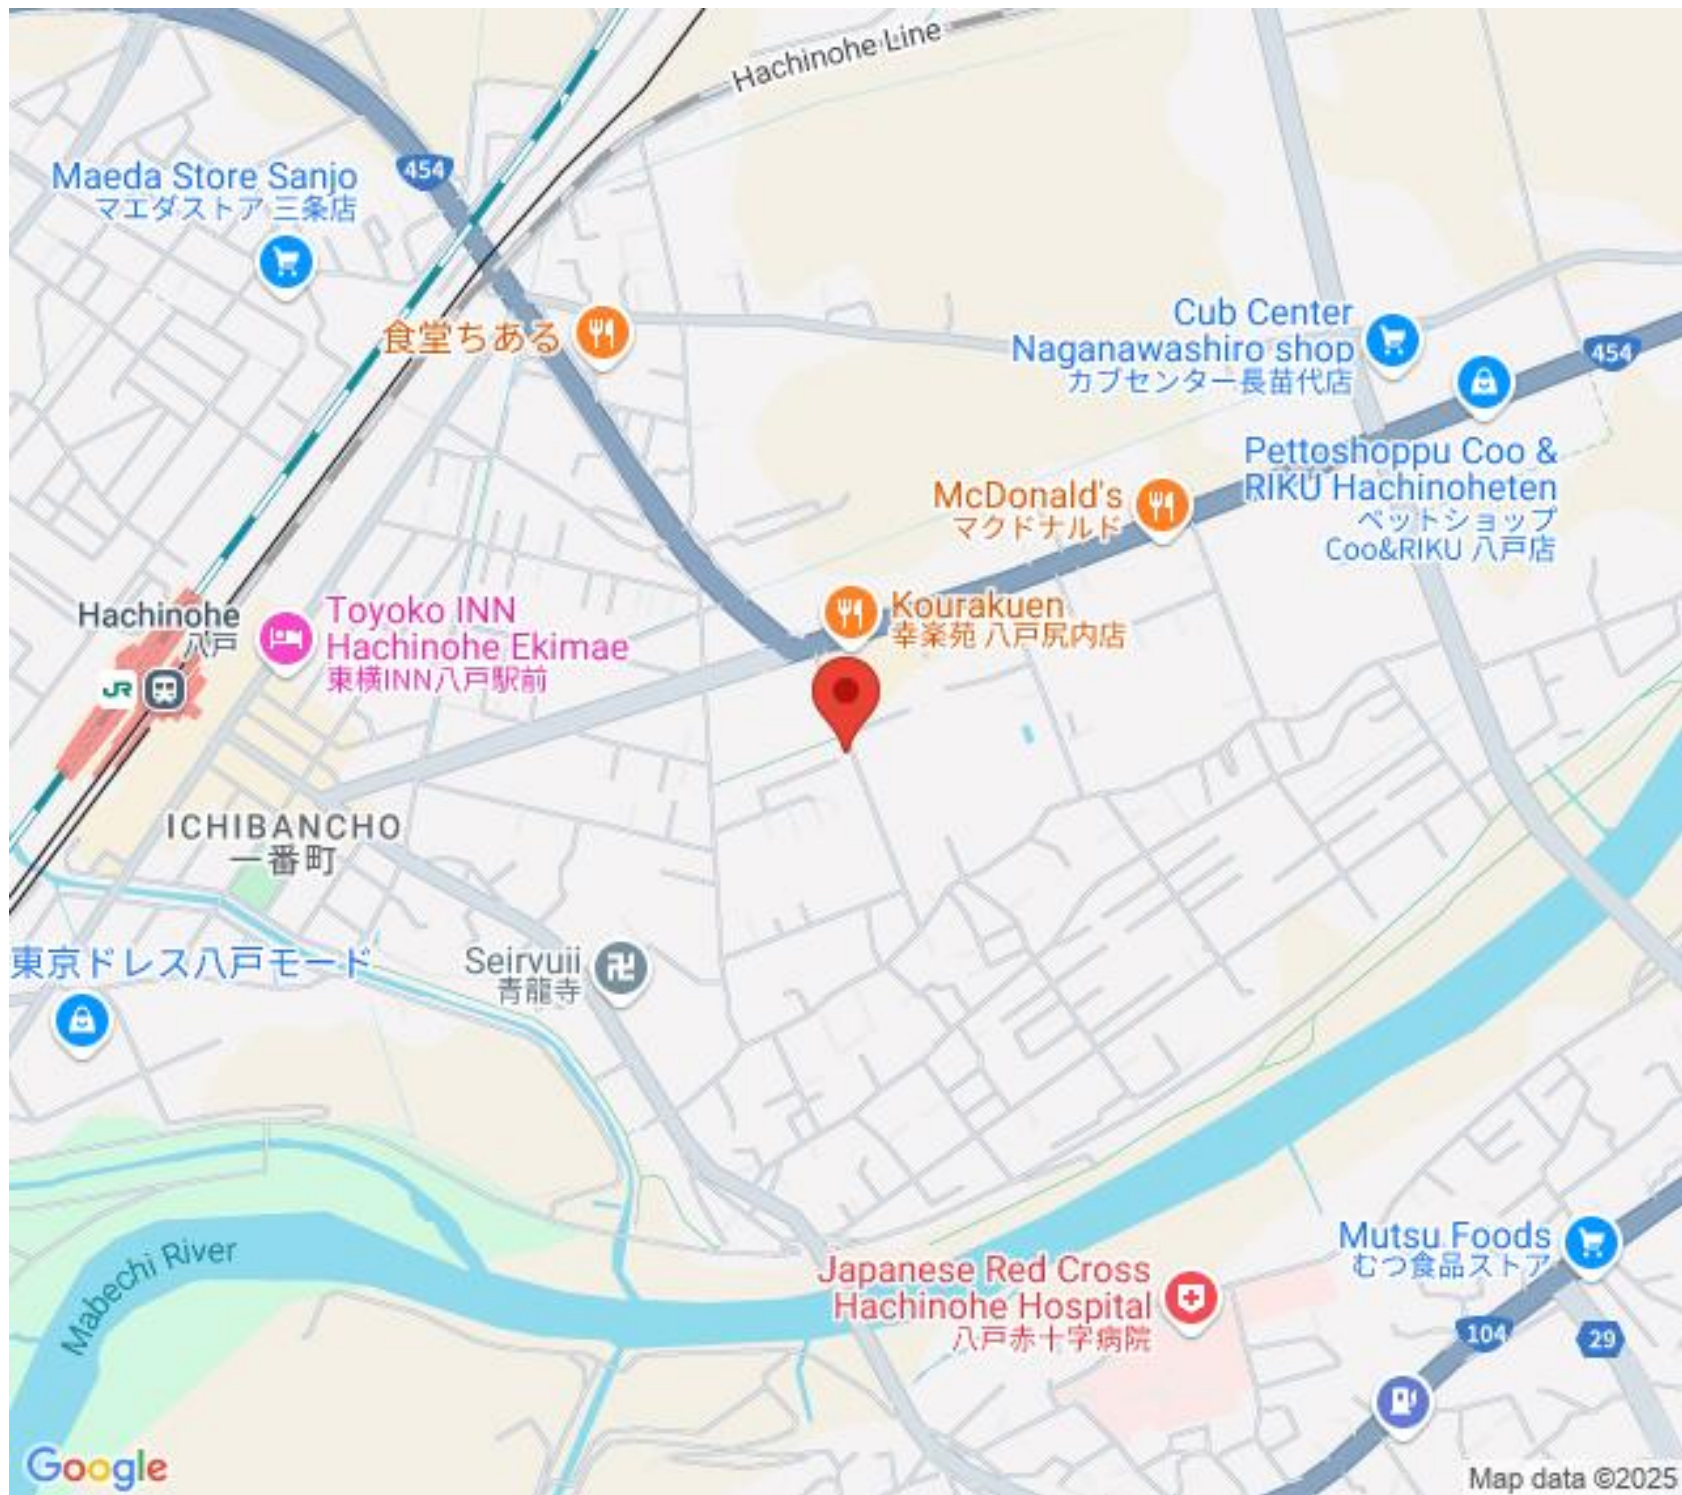 Hachinohe Line
454
Maeda Store Sanjo
マエダストア 三条店
食堂ちある
Cub Center
Naganawashiro shop
カブセンター長苗代店
454
Pettoshoppu Coo &
RIKU Hachinoheten
ペットショップ
Coo&RIKU 八戸店
McDonald's
マクドナルド
Hachinohe
八戸
JR
Toyoko INN
Hachinohe Ekimae
東横INN八戸駅前
Kourakuen
幸楽苑 八戸尻内店
ICHIBANCHO
一番町
東京ドレス八戸モード
Seiryuji
青龍寺
Mabechi River
Japanese Red Cross
Hachinohe Hospital
八戸赤十字病院
Mutsu Foods
むつ食品ストア
104
29
Google
Map data ©2025